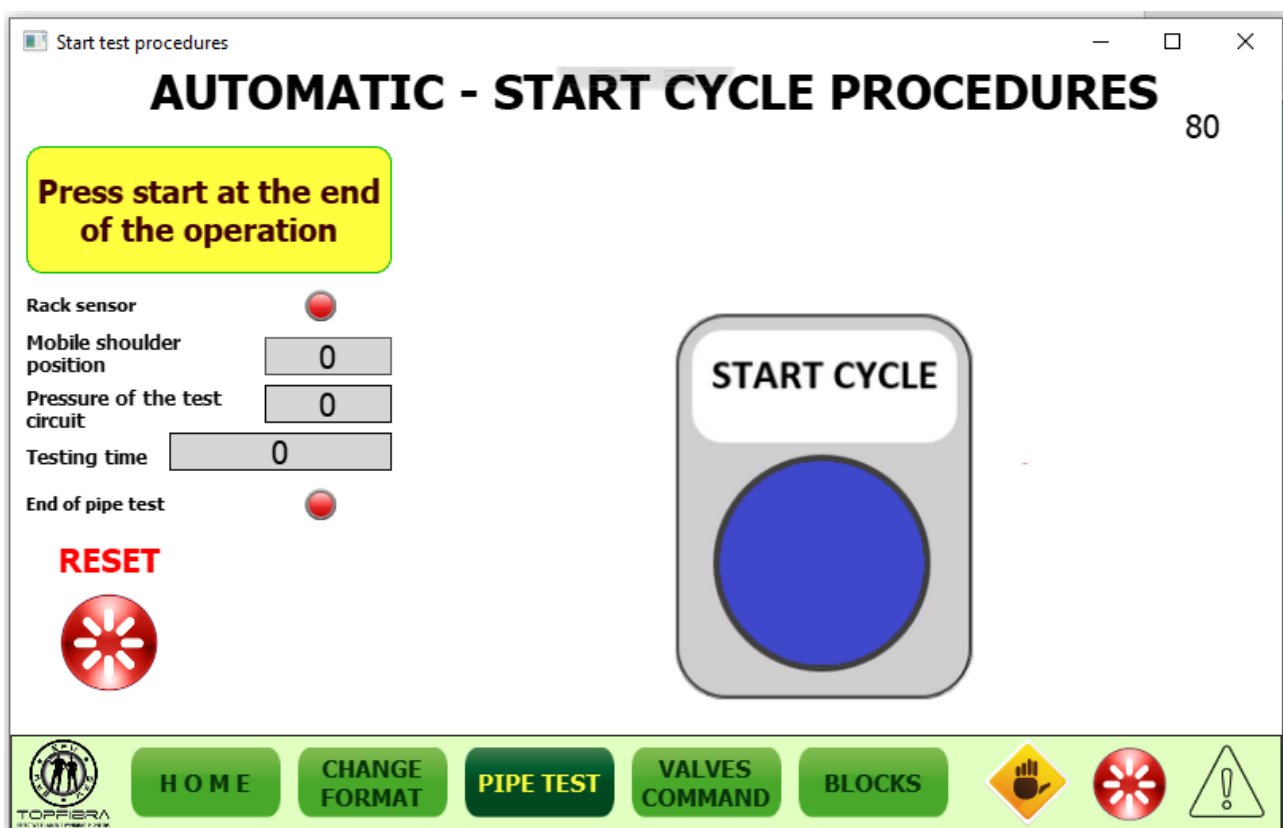 Start test procedures
AUTOMATIC - START CYCLE PROCEDURES
80
Press start at the end
of the operation
Rack sensor
Mobile shoulder
position
0
Pressure of the test
circuit
0
Testing time
0
End of pipe test
RESET
START CYCLE
HOME
CHANGE
FORMAT
PIPE TEST
VALVES
COMMAND
BLOCKS
TOPFIBRA